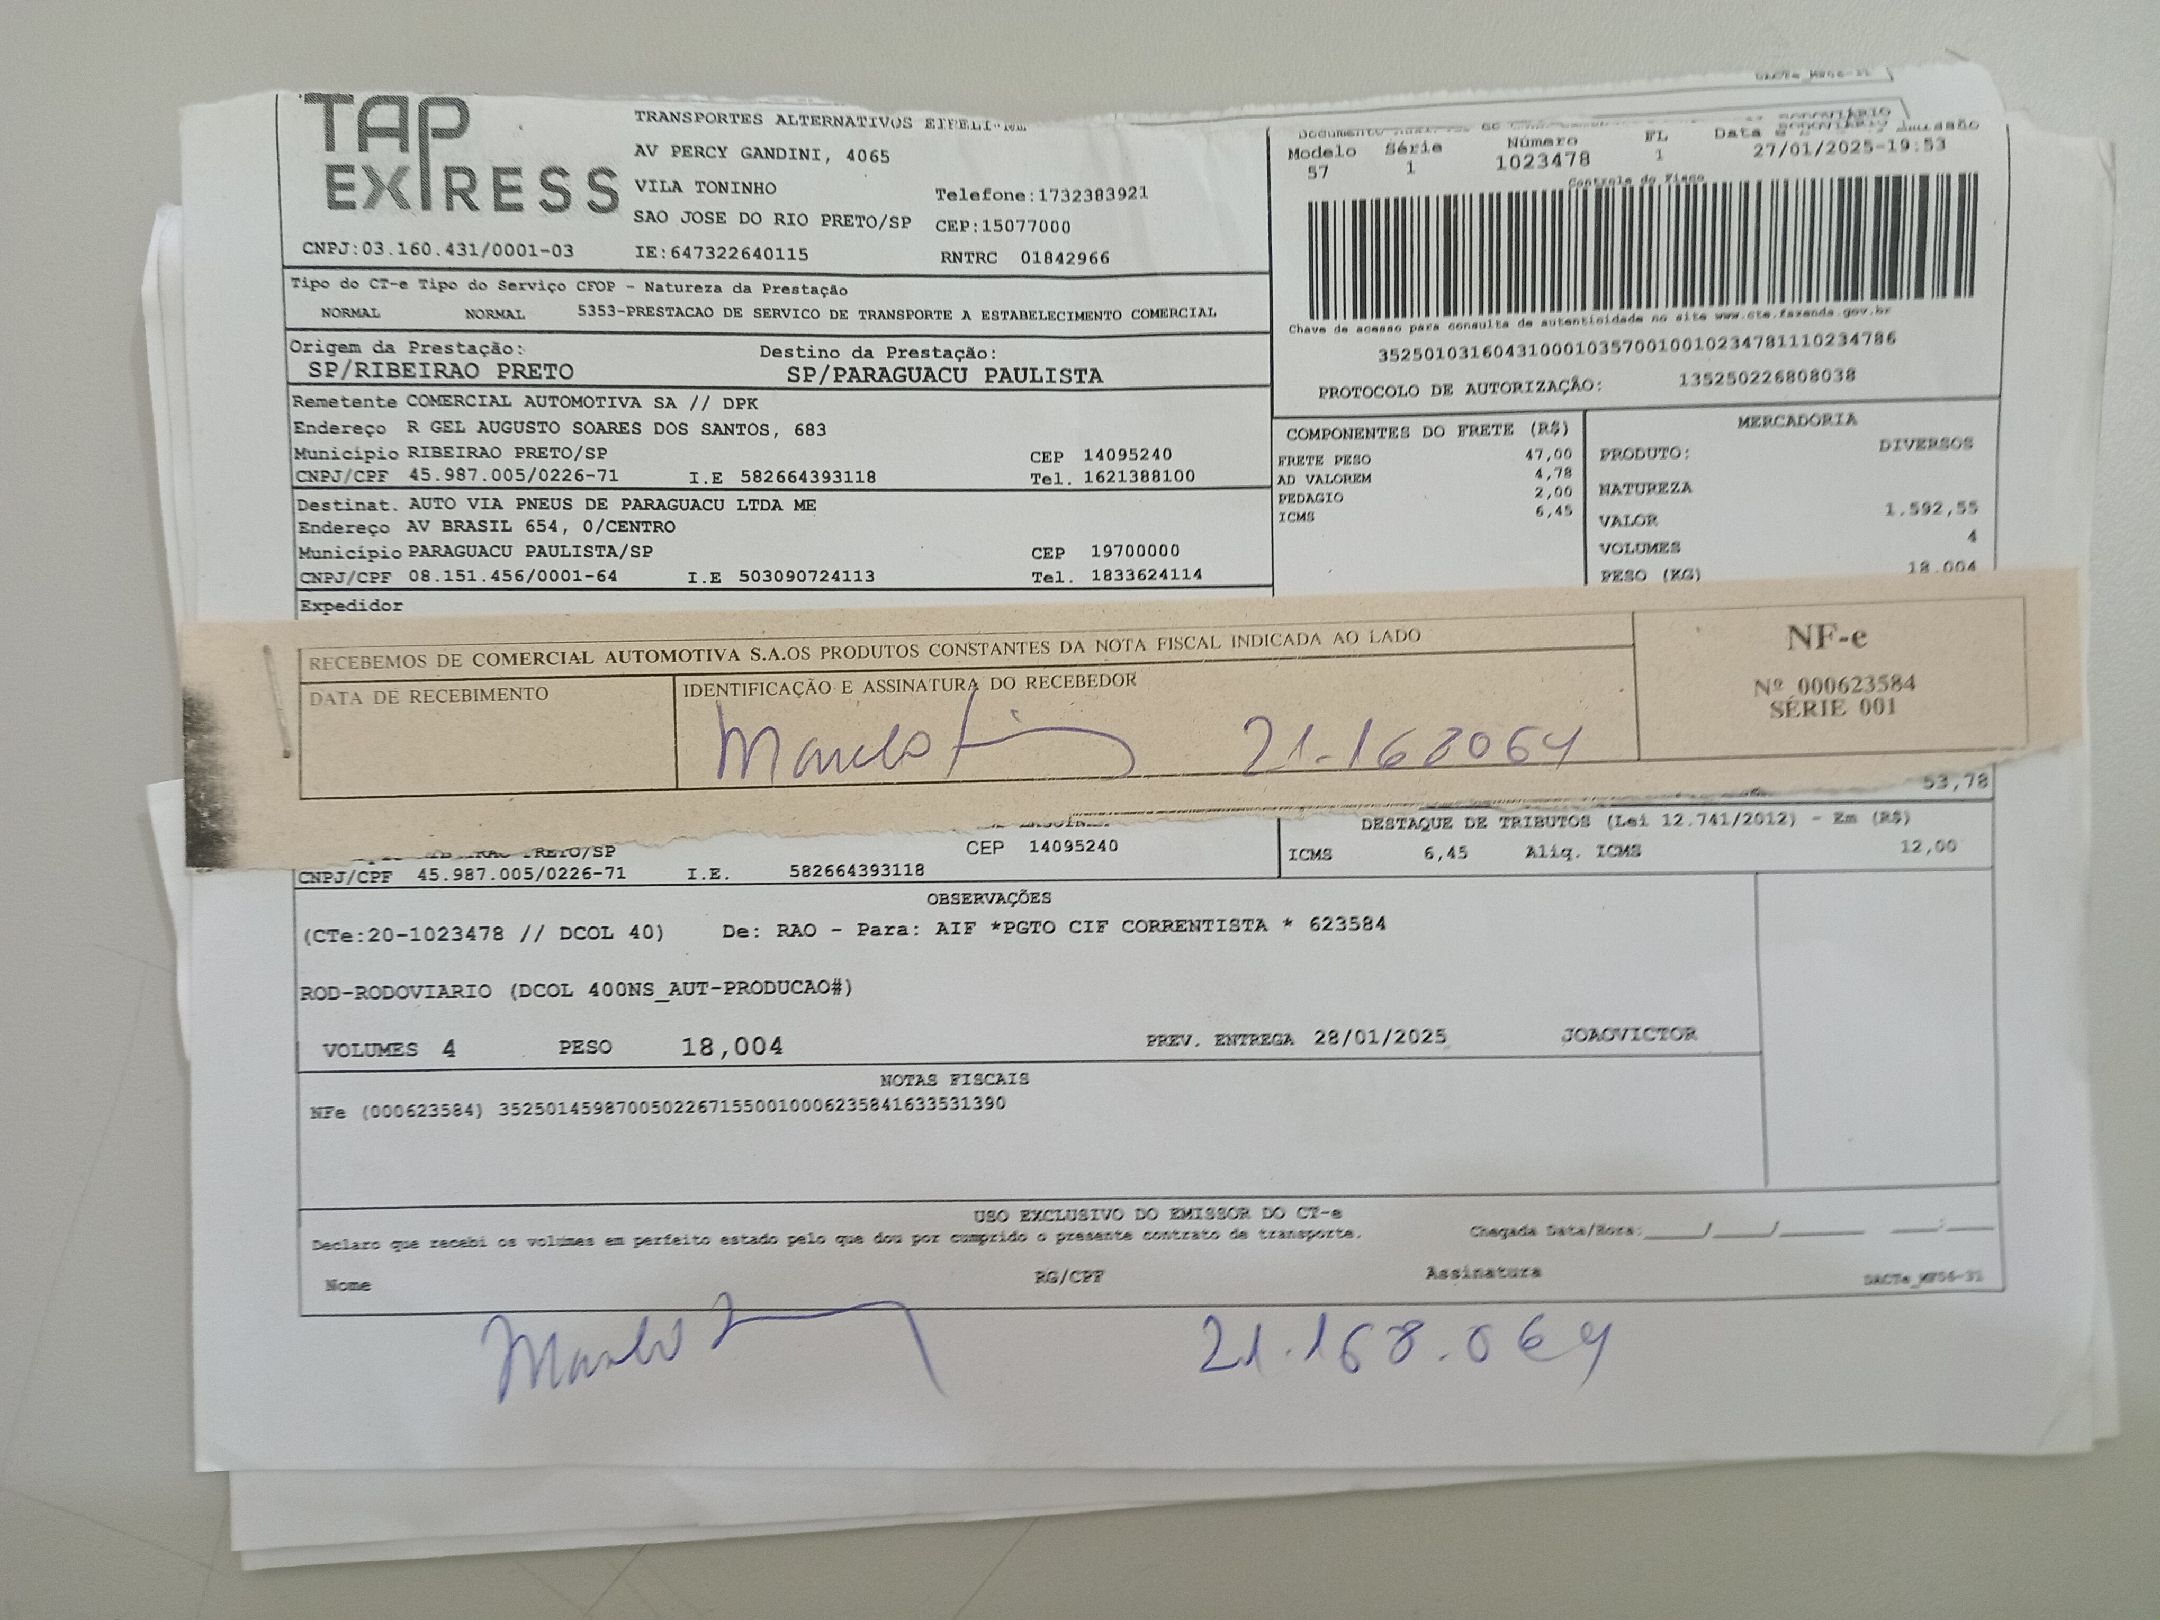 TAP
EXPRESS
TRANSPORTES ALTERNATIVOS
AV PERCY GANDINI, 4065
VILA TONINHO
Telefone:1732383921
SAO JOSE DO RIO PRETO/SP
CEP:15077000
CNPJ:03.160.431/0001-03
IE:647322640115
RNTRC 01842966
Modelo Série Número FL Data
57 1 1023478 1 27/01/2025-19:53
Controle do Fisco
Chave de acesso para consulta de autenticidade no site www.cte.fazenda.gov.br
35250103160431000103570010010234781110234786
PROTOCOLO DE AUTORIZAÇÃO: 135250226808038
Tipo do CT-e Tipo do Serviço CFOP - Natureza da Prestação
NORMAL NORMAL 5353-PRESTACAO DE SERVICO DE TRANSPORTE A ESTABELECIMENTO COMERCIAL
Origem da Prestação: Destino da Prestação:
SP/RIBEIRAO PRETO SP/PARAGUACU PAULISTA
Remetente COMERCIAL AUTOMOTIVA SA // DPK
Endereço R GEL AUGUSTO SOARES DOS SANTOS, 683
Município RIBEIRAO PRETO/SP CEP 14095240
CNPJ/CPF 45.987.005/0226-71 I.E 582664393118 Tel. 1621388100
Destinat. AUTO VIA PNEUS DE PARAGUACU LTDA ME
Endereço AV BRASIL 654, 0/CENTRO
Município PARAGUACU PAULISTA/SP CEP 19700000
CNPJ/CPF 08.151.456/0001-64 I.E 503090724113 Tel. 1833624114
Expedidor
COMPONENTES DO FRETE (R$)
FRETE PESO 47,00
AD VALOREM 4,78
PEDAGIO 2,00
ICMS 6,45
MERCADORIA
PRODUTO: DIVERSOS
NATUREZA
VALOR 1.592,55
VOLUMES 4
PESO (KG) 18.004
RECEBEMOS DE COMERCIAL AUTOMOTIVA S.A.OS PRODUTOS CONSTANTES DA NOTA FISCAL INDICADA AO LADO
DATA DE RECEBIMENTO
IDENTIFICAÇÃO E ASSINATURA DO RECEBEDOR
21.168064
NF-e
Nº 000623584
SÉRIE 001
53,78
CEP 14095240
CNPJ/CPF 45.987.005/0226-71 I.E. 582664393118
DESTAQUE DE TRIBUTOS (Lei 12.741/2012) - Em (R$)
ICMS 6,45 Aliq. ICMS 12,00
OBSERVAÇÕES
(CTe:20-1023478 // DCOL 40) De: RAO - Para: AIF *PGTO CIF CORRENTISTA * 623584
ROD-RODOVIARIO (DCOL 400NS_AUT-PRODUCAO#)
VOLUMES 4 PESO 18,004 PREV. ENTREGA 28/01/2025 JOAOVICTOR
NOTAS FISCAIS
NFe (000623584) 35250145987005022671550010006235841633531390
USO EXCLUSIVO DO EMISSOR DO CT-e
Declaro que recebi os volumes em perfeito estado pelo que dou por cumprido o presente contrato de transporte.
Chegada Data/Hora:____/____/______ ___:___
Nome RG/CPF Assinatura DACTe_MF56-31
21.168.064